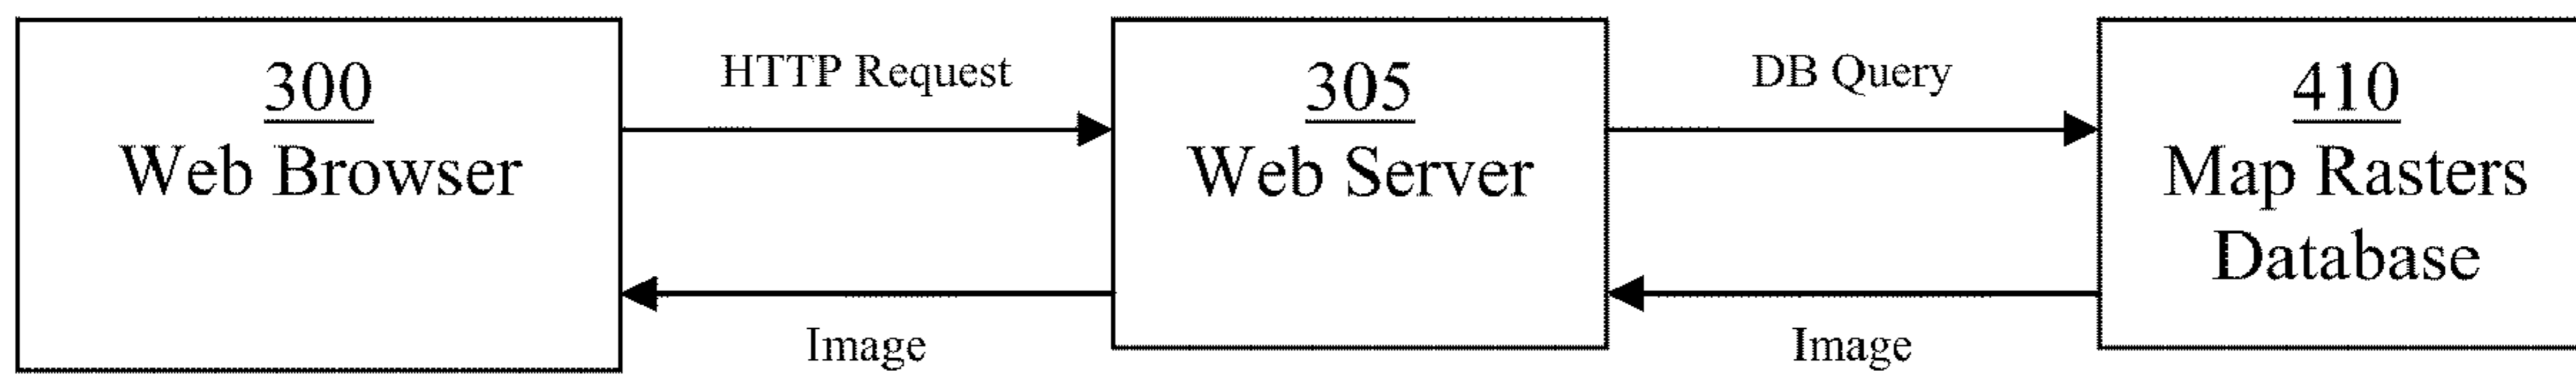 300
Web Browser
HTTP Request
Image
305
Web Server
DB Query
Image
410
Map Rasters
Database